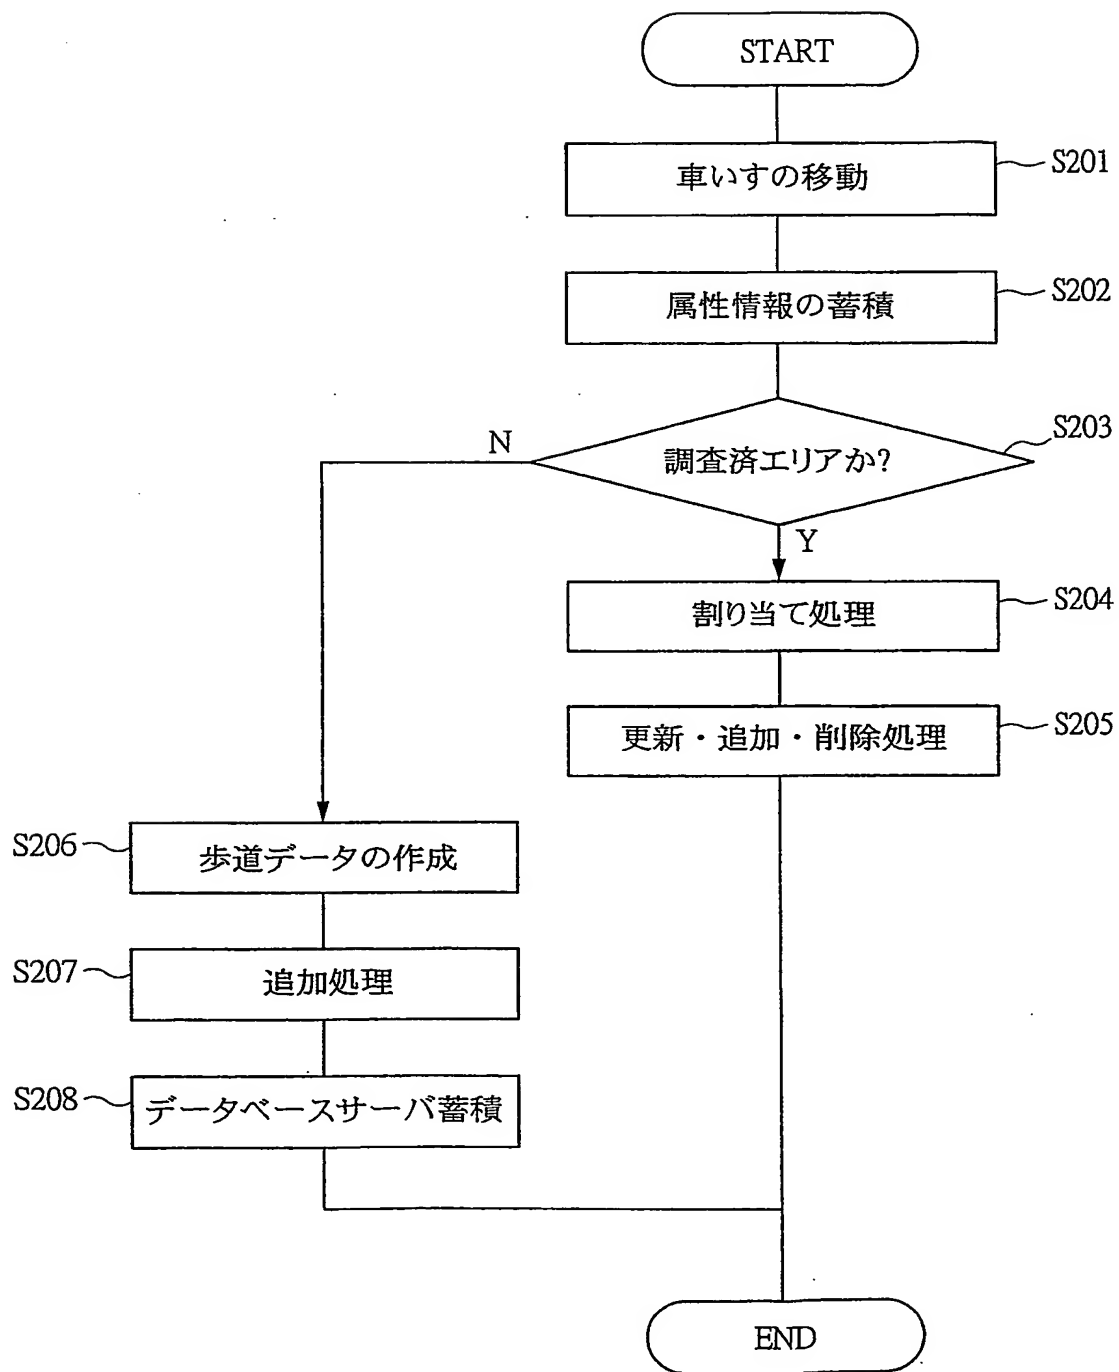 START
車いすの移動
S201
属性情報の蓄積
S202
調査済エリアか?
S203
N
Y
割り当て処理
S204
更新・追加・削除処理
S205
S206
歩道データの作成
S207
追加処理
S208
データベースサーバ蓄積
END